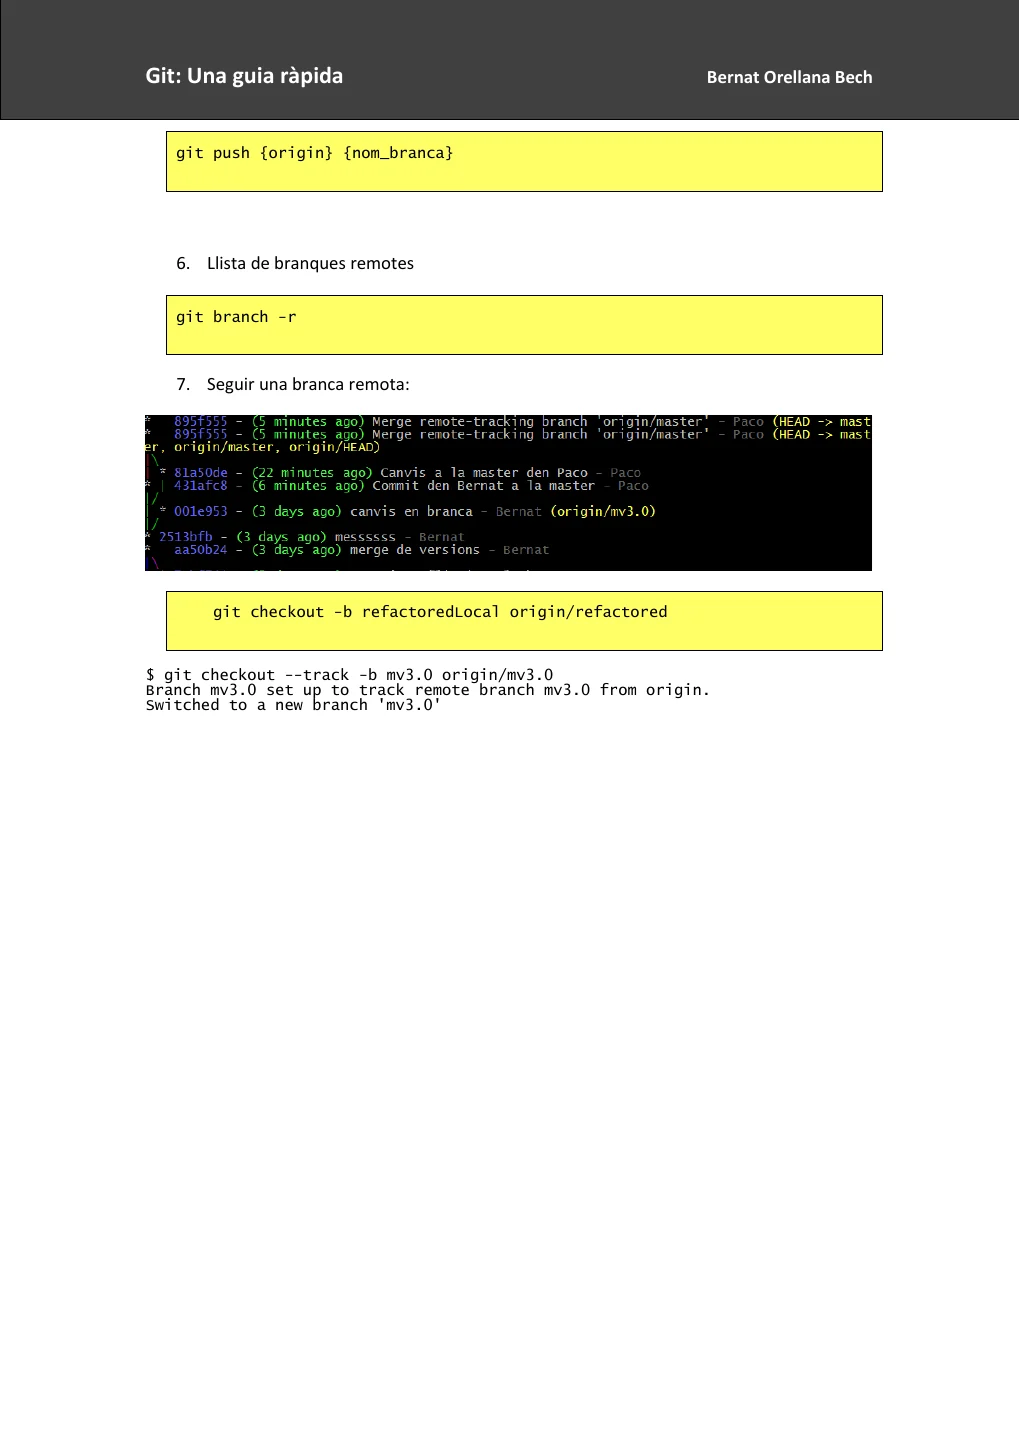 Git: Una guia ràpida Bernat Orellana Bech
git push {origin} {nom_branca}
6. Llista de branques remotes
git branch -r
7. Seguir una branca remota:
* 895f555 - (5 minutes ago) Merge remote-tracking branch 'origin/master' - Paco (HEAD -> mast
* 895f555 - (5 minutes ago) Merge remote-tracking branch 'origin/master' - Paco (HEAD -> mast
er, origin/master, origin/HEAD)
|\
| * 81a50de - (22 minutes ago) Canvis a la master den Paco - Paco
* | 431afc8 - (6 minutes ago) Commit den Bernat a la master - Paco
|/
| * 001e953 - (3 days ago) canvis en branca - Bernat (origin/mv3.0)
|/
* 2513bfb - (3 days ago) messssss - Bernat
* aa50b24 - (3 days ago) merge de versions - Bernat
|\
git checkout -b refactoredLocal origin/refactored
$ git checkout --track -b mv3.0 origin/mv3.0
Branch mv3.0 set up to track remote branch mv3.0 from origin.
Switched to a new branch 'mv3.0'